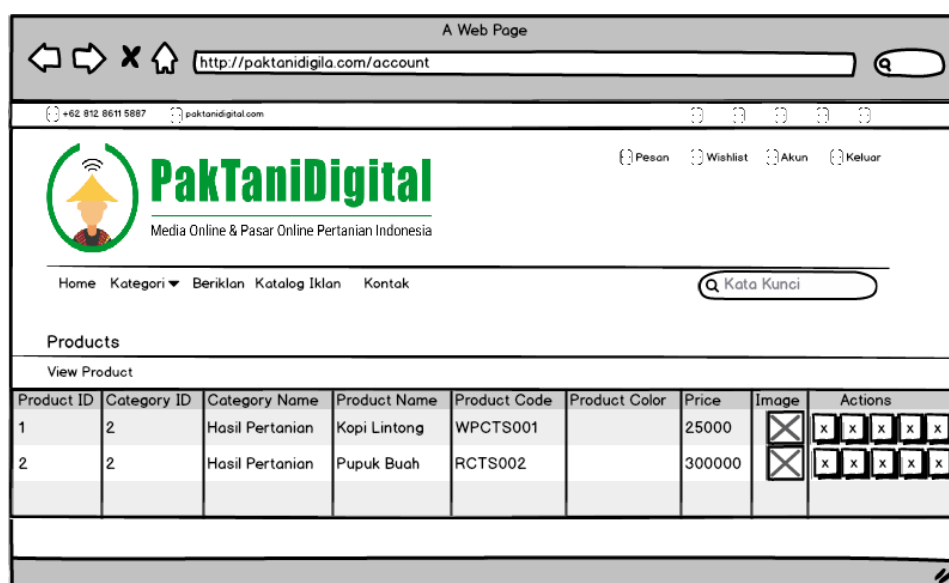 A Web Page
http://paktanidigila.com/account
+62 812 8611 5887 paktanidigital.com
Pesan Wishlist Akun Keluar
PakTaniDigital
Media Online & Pasar Online Pertanian Indonesia
Home Kategori Beriklan Katalog Iklan Kontak Kata Kunci
Products
View Product
Product ID Category ID Category Name Product Name Product Code Product Color Price Image Actions
1 2 Hasil Pertanian Kopi Lintong WPCTS001 25000 x x x x x
2 2 Hasil Pertanian Pupuk Buah RCTS002 300000 x x x x x